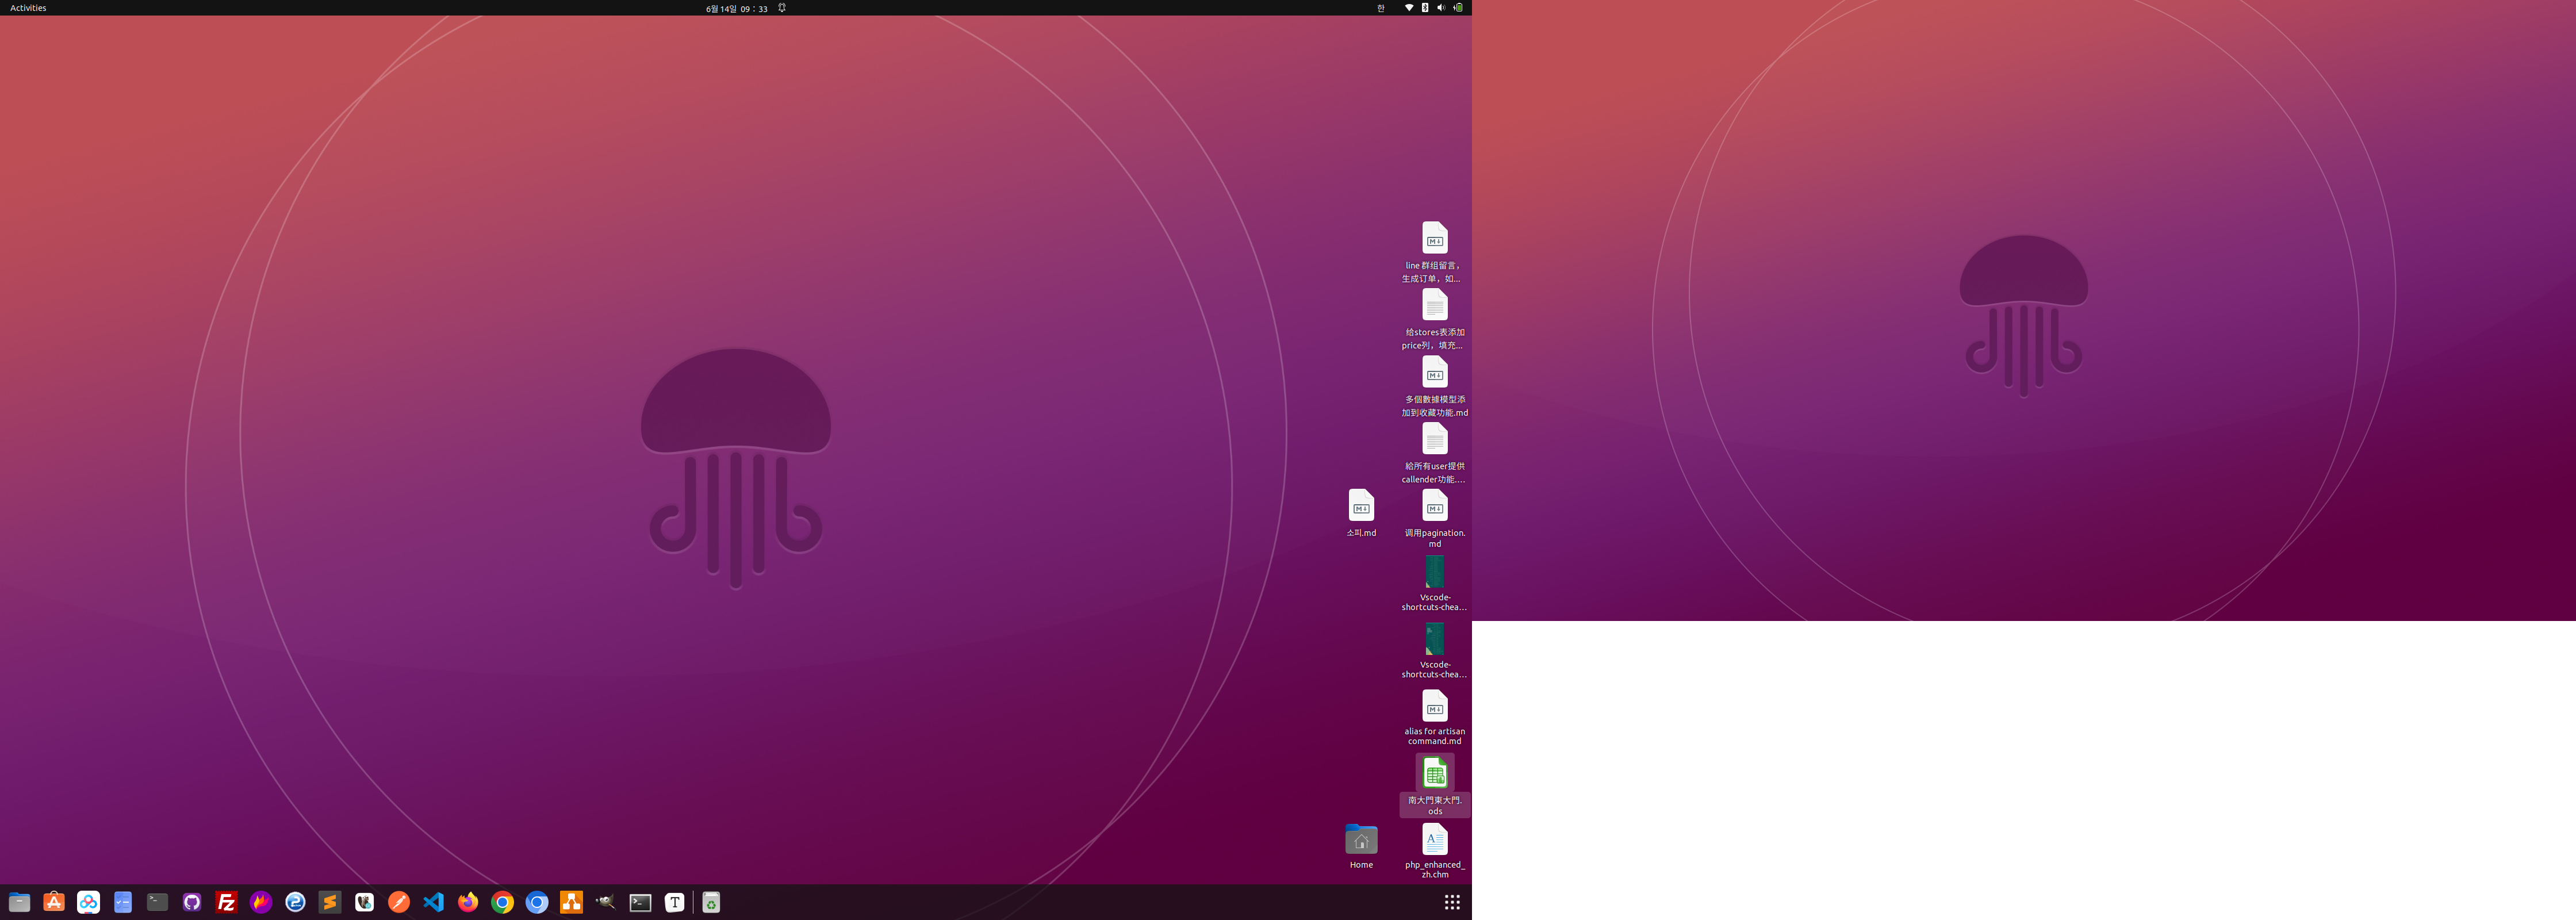 Activities
6월 14일 09 : 33
한
line 群组留言，
生成订单，如...
给stores表添加
price列，填充...
多個數據模型添
加到收藏功能.md
給所有user提供
callender功能....
소피.md
调用pagination.
md
Vscode-
shortcuts-chea...
Vscode-
shortcuts-chea...
alias for artisan
command.md
南大門東大門.
ods
Home
php_enhanced_
zh.chm